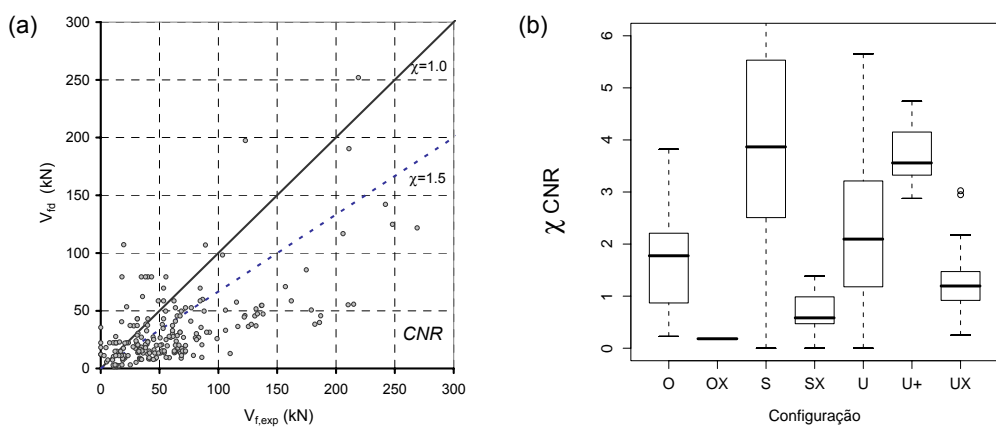 (a)
300
250
200
150
100
50
0
V_fd (kN)
χ=1.0
χ=1.5
CNR
0 50 100 150 200 250 300
V_f,exp (kN)
(b)
6
5
4
3
2
1
0
χ CNR
O OX S SX U U+ UX
Configuração